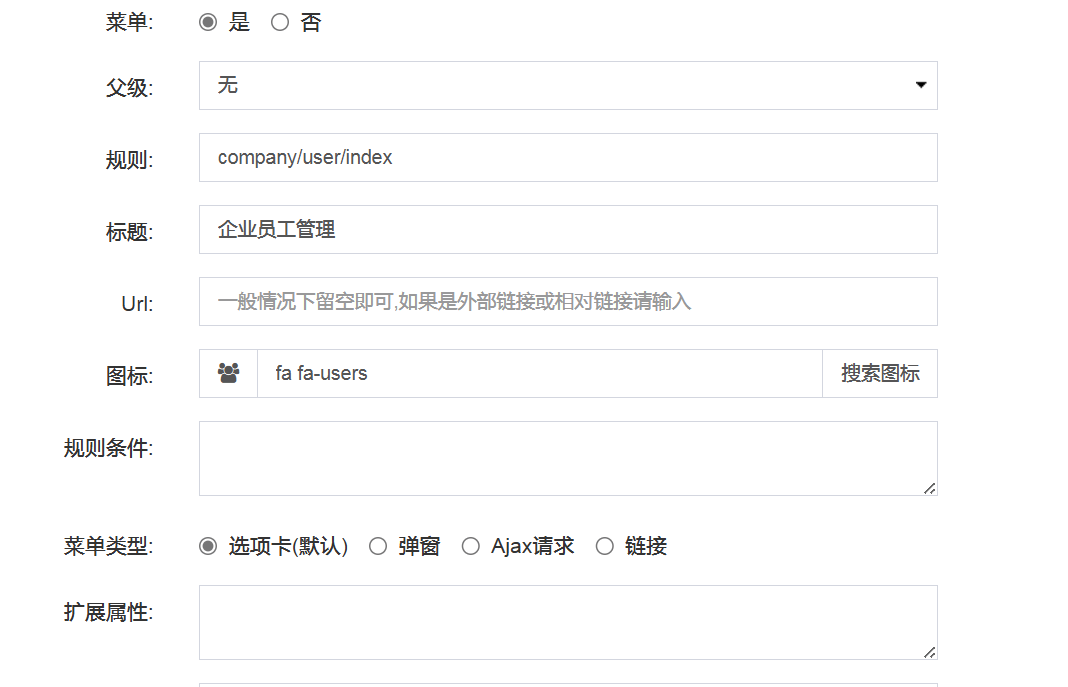 菜单: 是 否
父级: 无
规则: company/user/index
标题: 企业员工管理
Url: 一般情况下留空即可,如果是外部链接或相对链接请输入
图标: fa fa-users 搜索图标
规则条件:
菜单类型: 选项卡(默认) 弹窗 Ajax请求 链接
扩展属性: